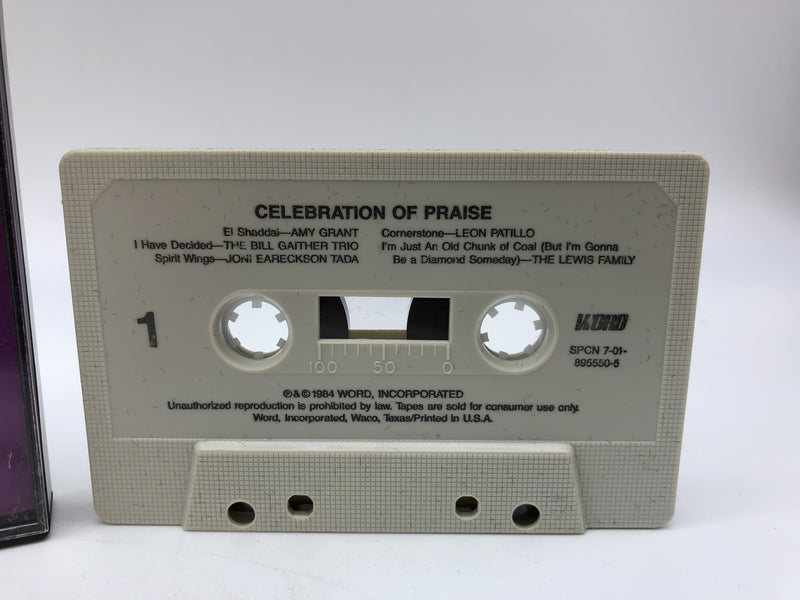 CELEBRATION OF PRAISE
El Shaddai—AMY GRANT
I Have Decided—THE BILL GAITHER TRIO
Spirit Wings—JONI EARECKSON TADA
Cornerstone—LEON PATILLO
I'm Just An Old Chunk of Coal (But I'm Gonna
Be a Diamond Someday)—THE LEWIS FAMILY
1
WORD
SPCN 7-01-
895550-5
100 50 0
℗&©1984 WORD, INCORPORATED
Unauthorized reproduction is prohibited by law. Tapes are sold for consumer use only.
Word, Incorporated, Waco, Texas/Printed in U.S.A.